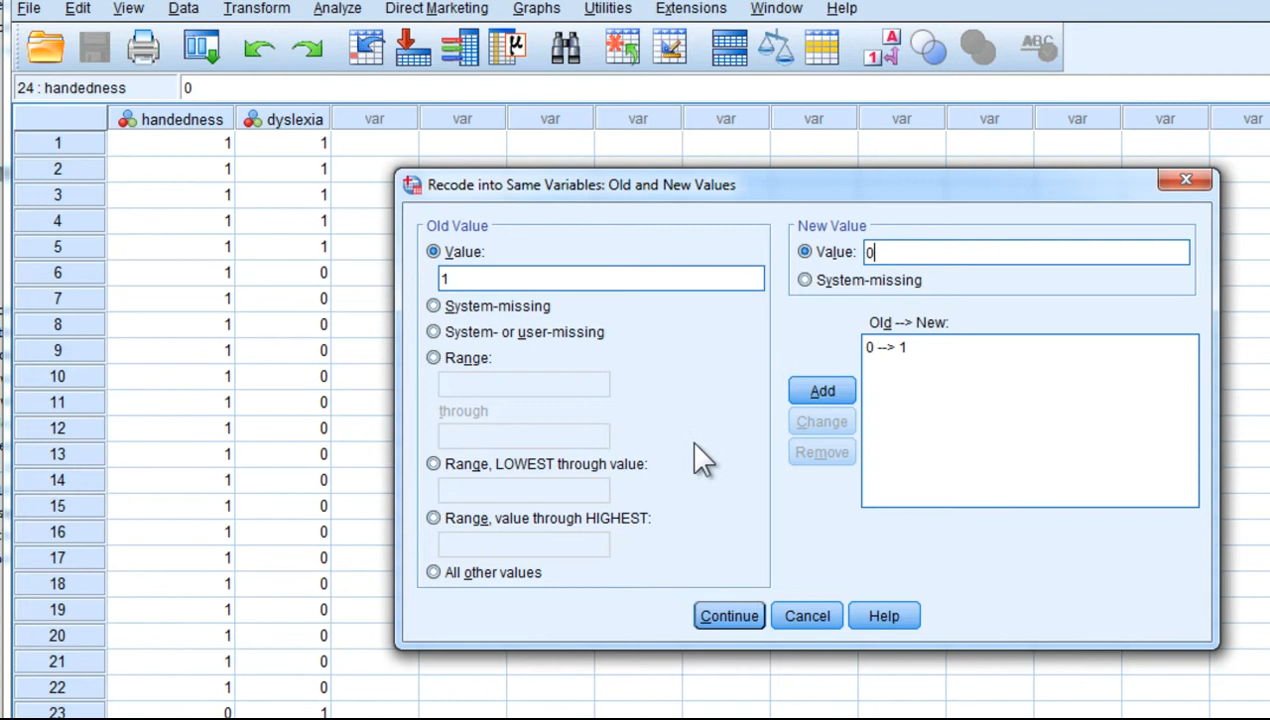 File Edit View Data Transform Analyze Direct Marketing Graphs Utilities Extensions Window Help
24 : handedness 0
handedness dyslexia var var var var var var var var var var var
1 1 1
2 1 1
3 1 1
4 1 1
5 1 1
6 1 0
7 1 0
8 1 0
9 1 0
10 1 0
11 1 0
12 1 0
13 1 0
14 1 0
15 1 0
16 1 0
17 1 0
18 1 0
19 1 0
20 1 0
21 1 0
22 1 0
23 0 1
Recode into Same Variables: Old and New Values
Old Value
Value:
1
System-missing
System- or user-missing
Range:
through
Range, LOWEST through value:
Range, value through HIGHEST:
All other values
New Value
Value: 0
System-missing
Old --> New:
0 --> 1
Add
Change
Remove
Continue Cancel Help